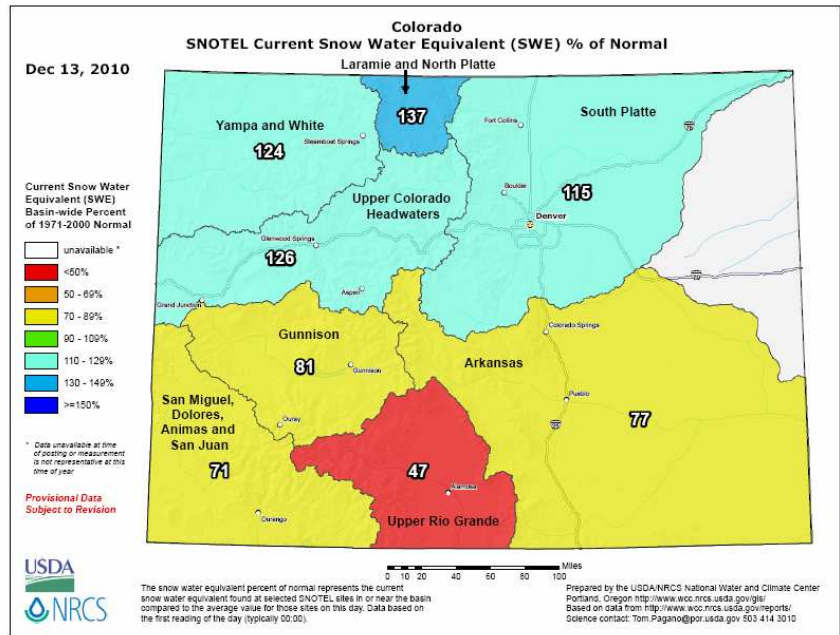 Colorado
SNOTEL Current Snow Water Equivalent (SWE) % of Normal
Dec 13, 2010
Laramie and North Platte
137
Yampa and White
Steamboat Springs
124
Fort Collins
South Platte
76
Upper Colorado
Headwaters
Boulder
115
Denver
Glenwood Springs
126
Aspen
Grand Junction
70
Current Snow Water
Equivalent (SWE)
Basin-wide Percent
of 1971-2000 Normal
unavailable *
<50%
50 - 69%
70 - 89%
90 - 109%
110 - 129%
130 - 149%
>=150%
* Data unavailable at time
of posting or measurement
is not representative at this
time of year
Provisional Data
Subject to Revision
Gunnison
81
Gunnison
Colorado Springs
Arkansas
Pueblo
77
San Miguel,
Dolores,
Animas and
San Juan
Ouray
71
Durango
47
Alamosa
Upper Rio Grande
Miles
0 10 20 40 60 80 100
USDA
NRCS
The snow water equivalent percent of normal represents the current
snow water equivalent found at selected SNOTEL sites in or near the basin
compared to the average value for those sites on this day. Data based on
the first reading of the day (typically 00:00).
Prepared by the USDA/NRCS National Water and Climate Center
Portland, Oregon http://www.wcc.nrcs.usda.gov/gis/
Based on data from http://www.wcc.nrcs.usda.gov/reports/
Science contact: Tom.Pagano@por.usda.gov 503 414 3010